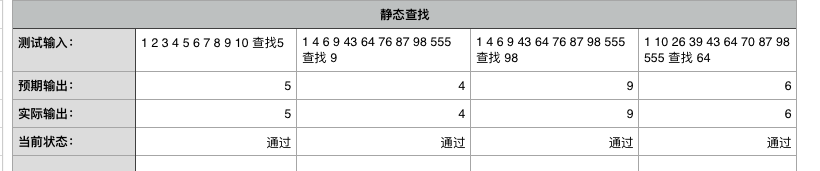 静态查找
测试输入： 1 2 3 4 5 6 7 8 9 10 查找5 1 4 6 9 43 64 76 87 98 555 1 4 6 9 43 64 76 87 98 555 1 10 26 39 43 64 70 87 98
查找 9 查找 98 555 查找 64
预期输出： 5 4 9 6
实际输出： 5 4 9 6
当前状态： 通过 通过 通过 通过